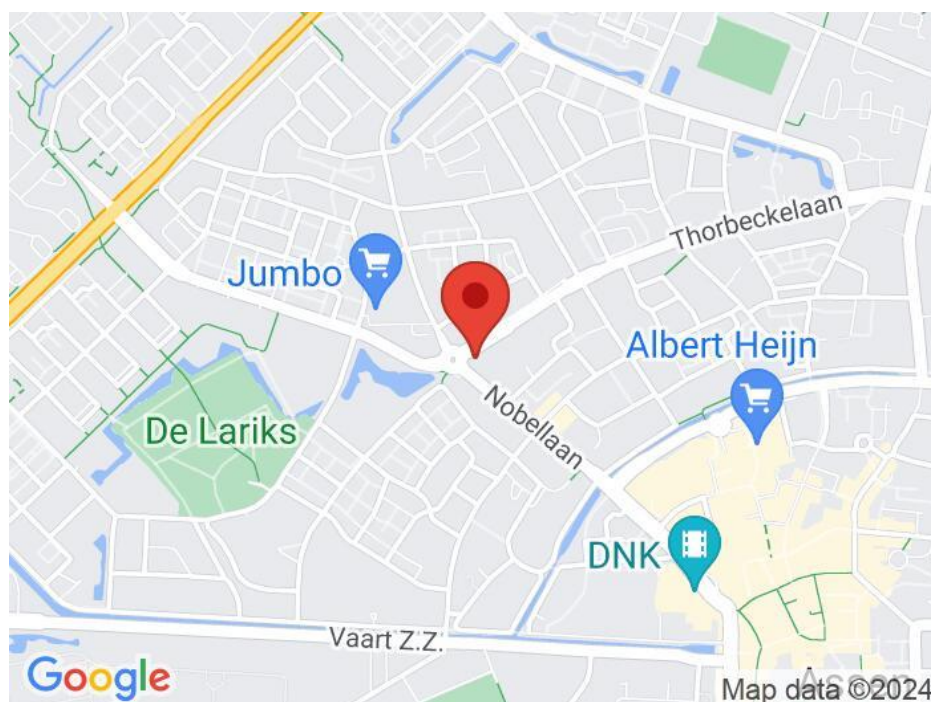 Thorbeckelaan
Jumbo
Albert Heijn
Nobellaan
De Lariks
DNK
Vaart Z.Z.
Google
Map data ©2024